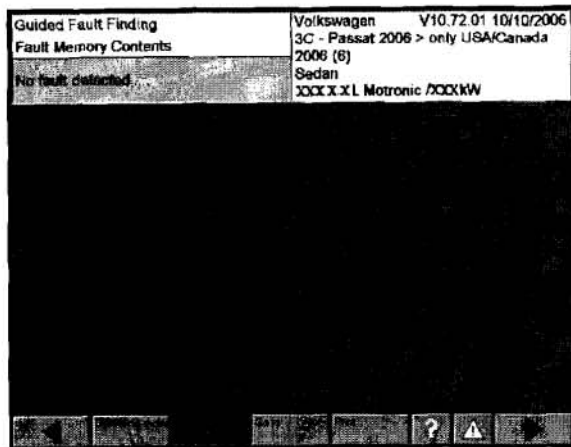 Guided Fault Finding
Fault Memory Contents
No fault detected
Volkswagen V10.72.01 10/10/2006
3C - Passat 2006 > only USA/Canada
2006 (6)
Sedan
XXX X.X L Motronic /XXXkW
?